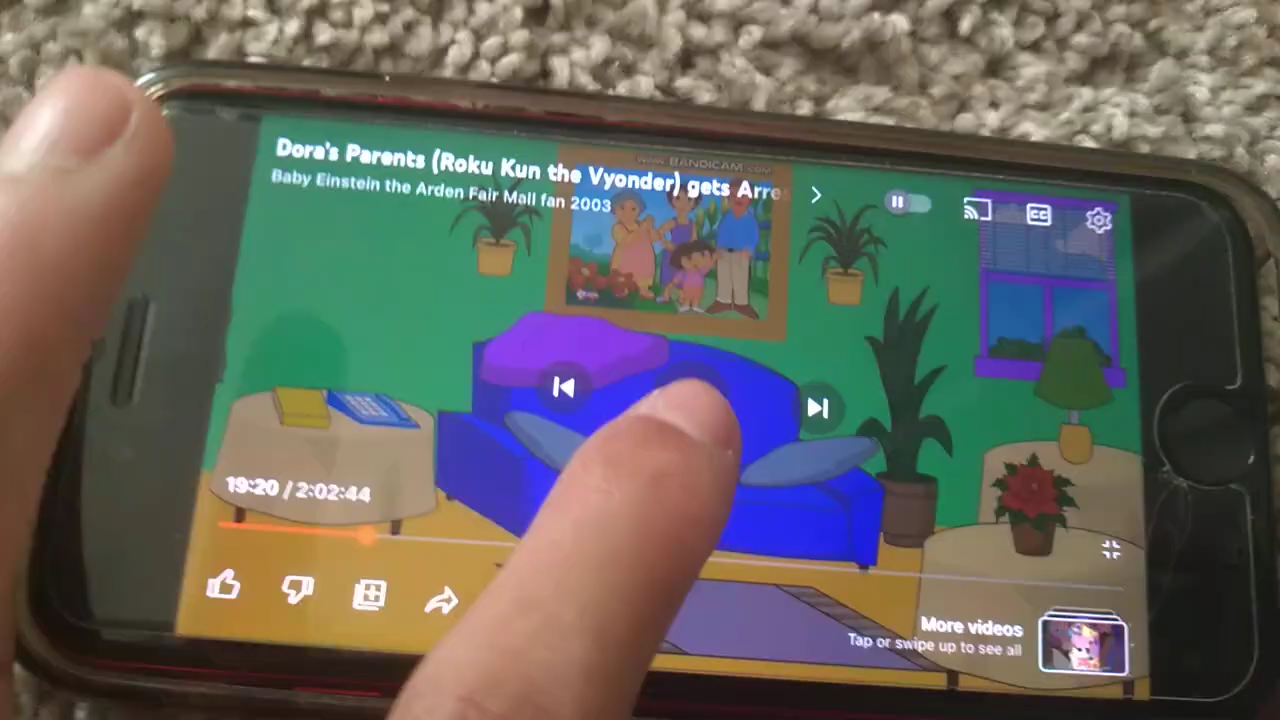 Dora's Parents (Roku Kun the Vyonder) gets Arre
Baby Einstein the Arden Fair Mall fan 2003
www.BANDICAM.com
CC
19:20 / 2:02:44
More videos
Tap or swipe up to see all